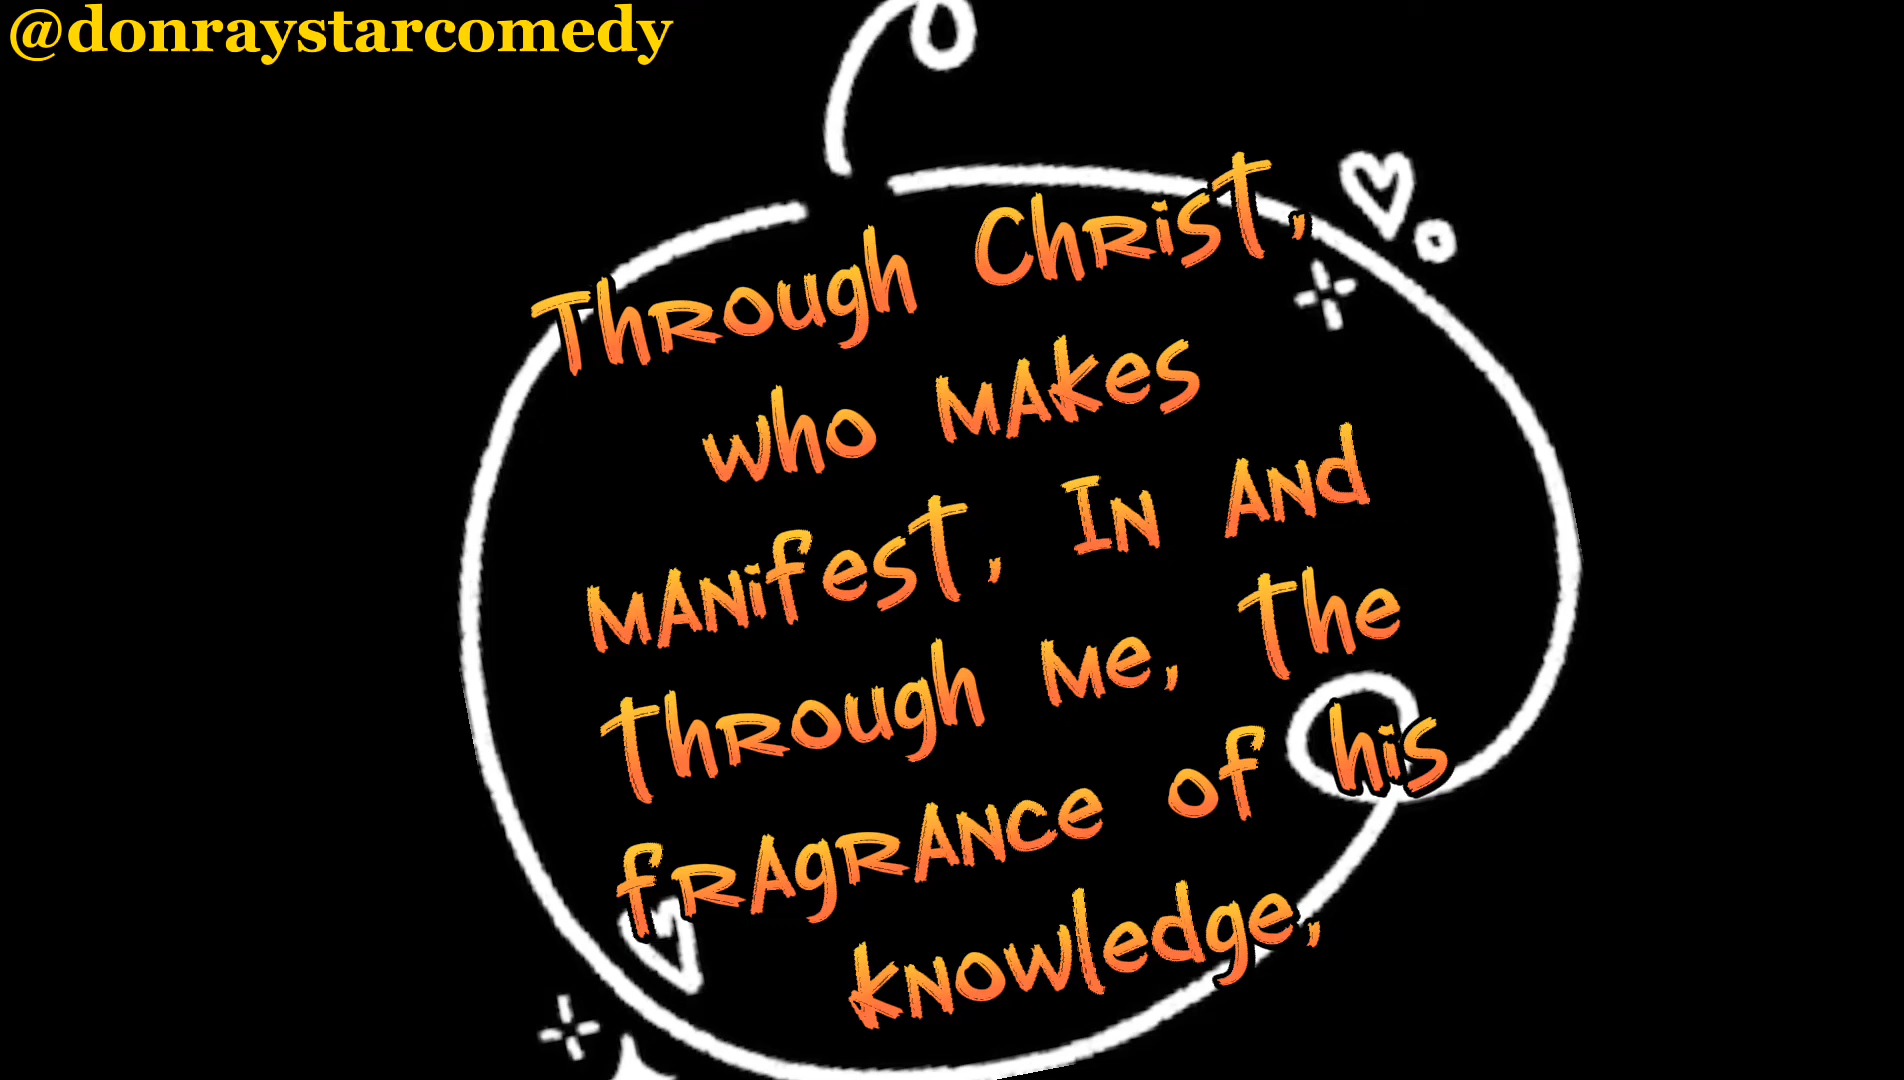 @donraystarcomedy
Through Christ,
who makes
manifest, In and
through me, the
fragrance of his
knowledge,